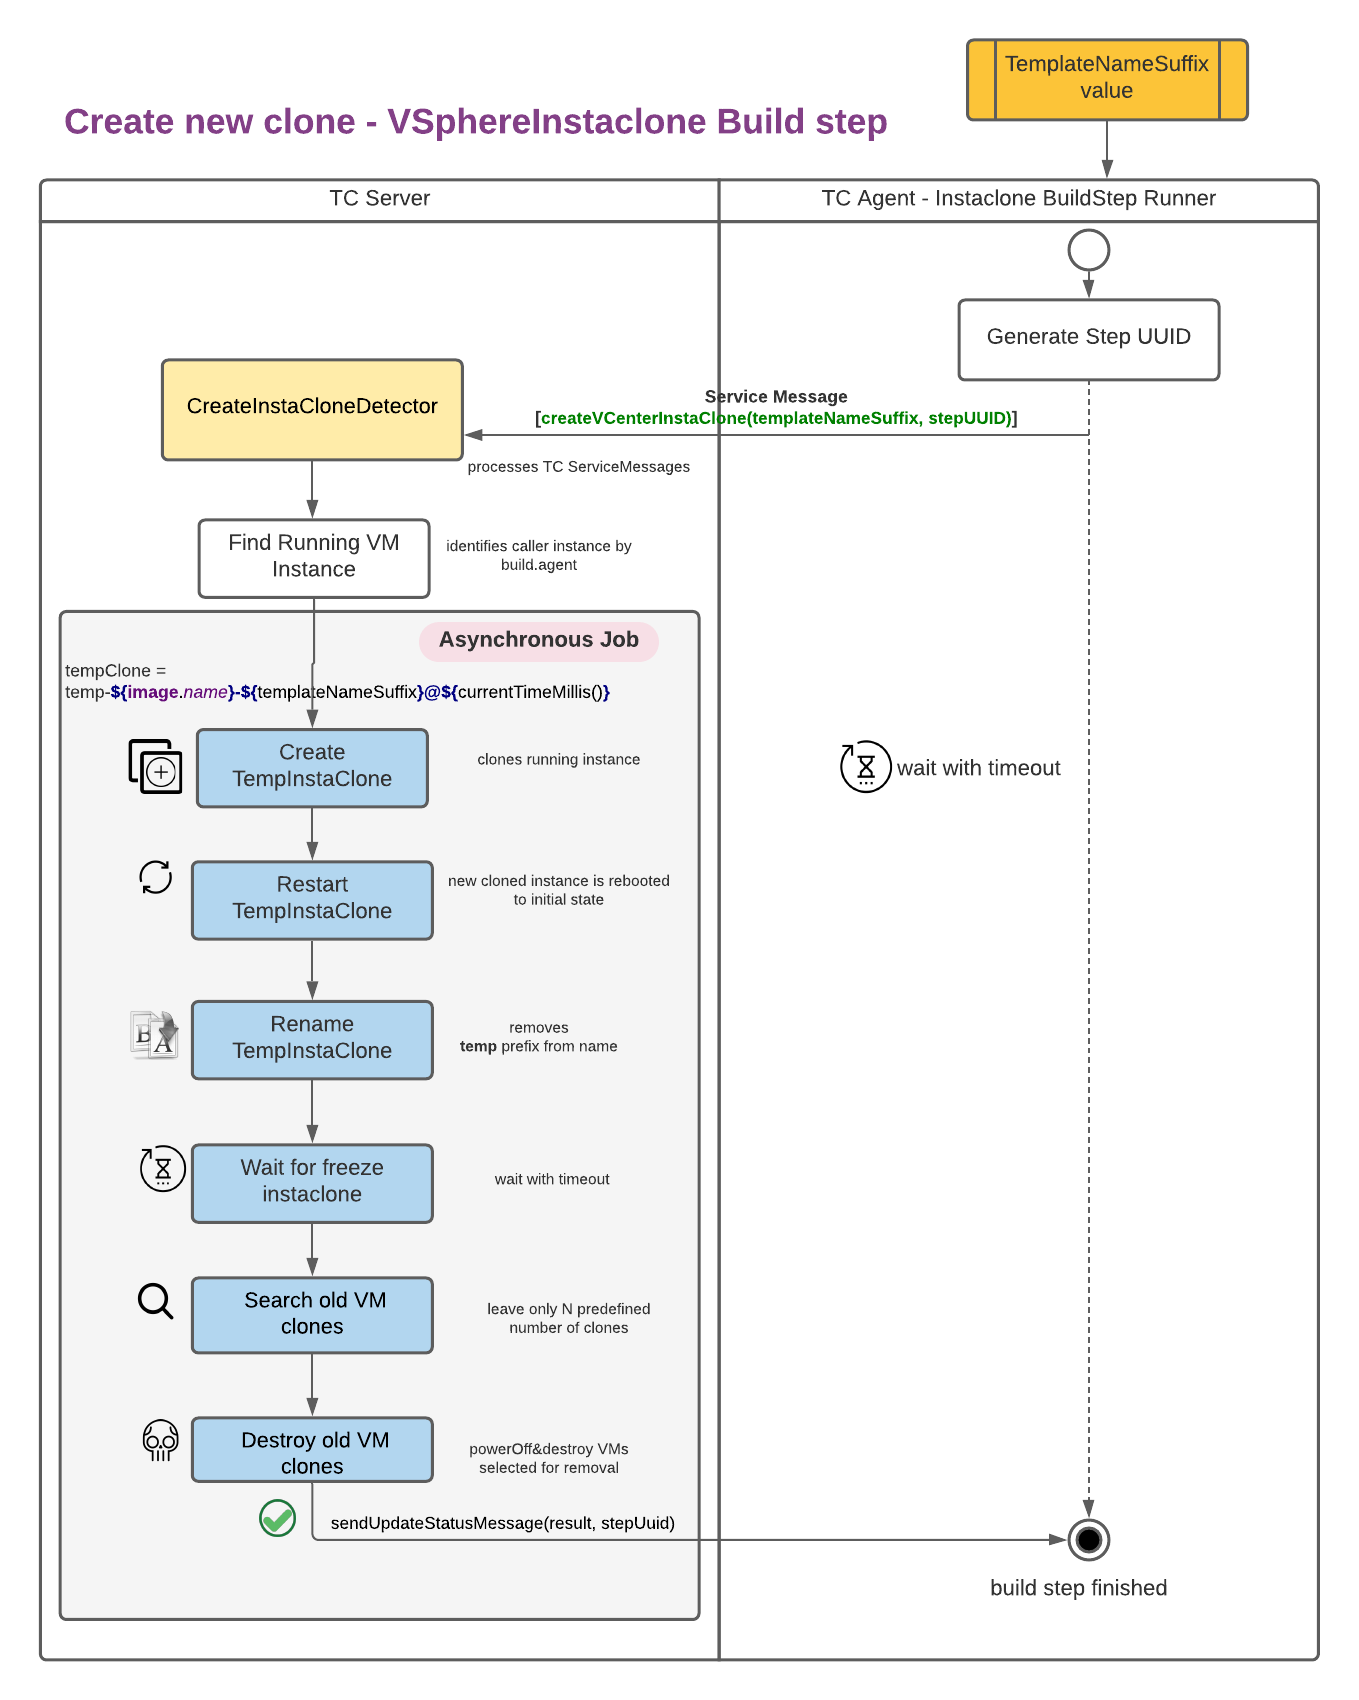 TemplateNameSuffix
value
Create new clone - VSphereInstaclone Build step
TC Server
TC Agent - Instaclone BuildStep Runner
Generate Step UUID
CreateInstaCloneDetector
Service Message
[createVCenterInstaClone(templateNameSuffix, stepUUID)]
processes TC ServiceMessages
Find Running VM
Instance
identifies caller instance by
build.agent
Asynchronous Job
tempClone =
temp-${image.name}-${templateNameSuffix}@${currentTimeMillis()}
Create
TempInstaClone
clones running instance
wait with timeout
Restart
TempInstaClone
new cloned instance is rebooted
to initial state
B
A
Rename
TempInstaClone
removes
temp prefix from name
Wait for freeze
instaclone
wait with timeout
Search old VM
clones
leave only N predefined
number of clones
Destroy old VM
clones
powerOff&destroy VMs
selected for removal
sendUpdateStatusMessage(result, stepUuid)
build step finished